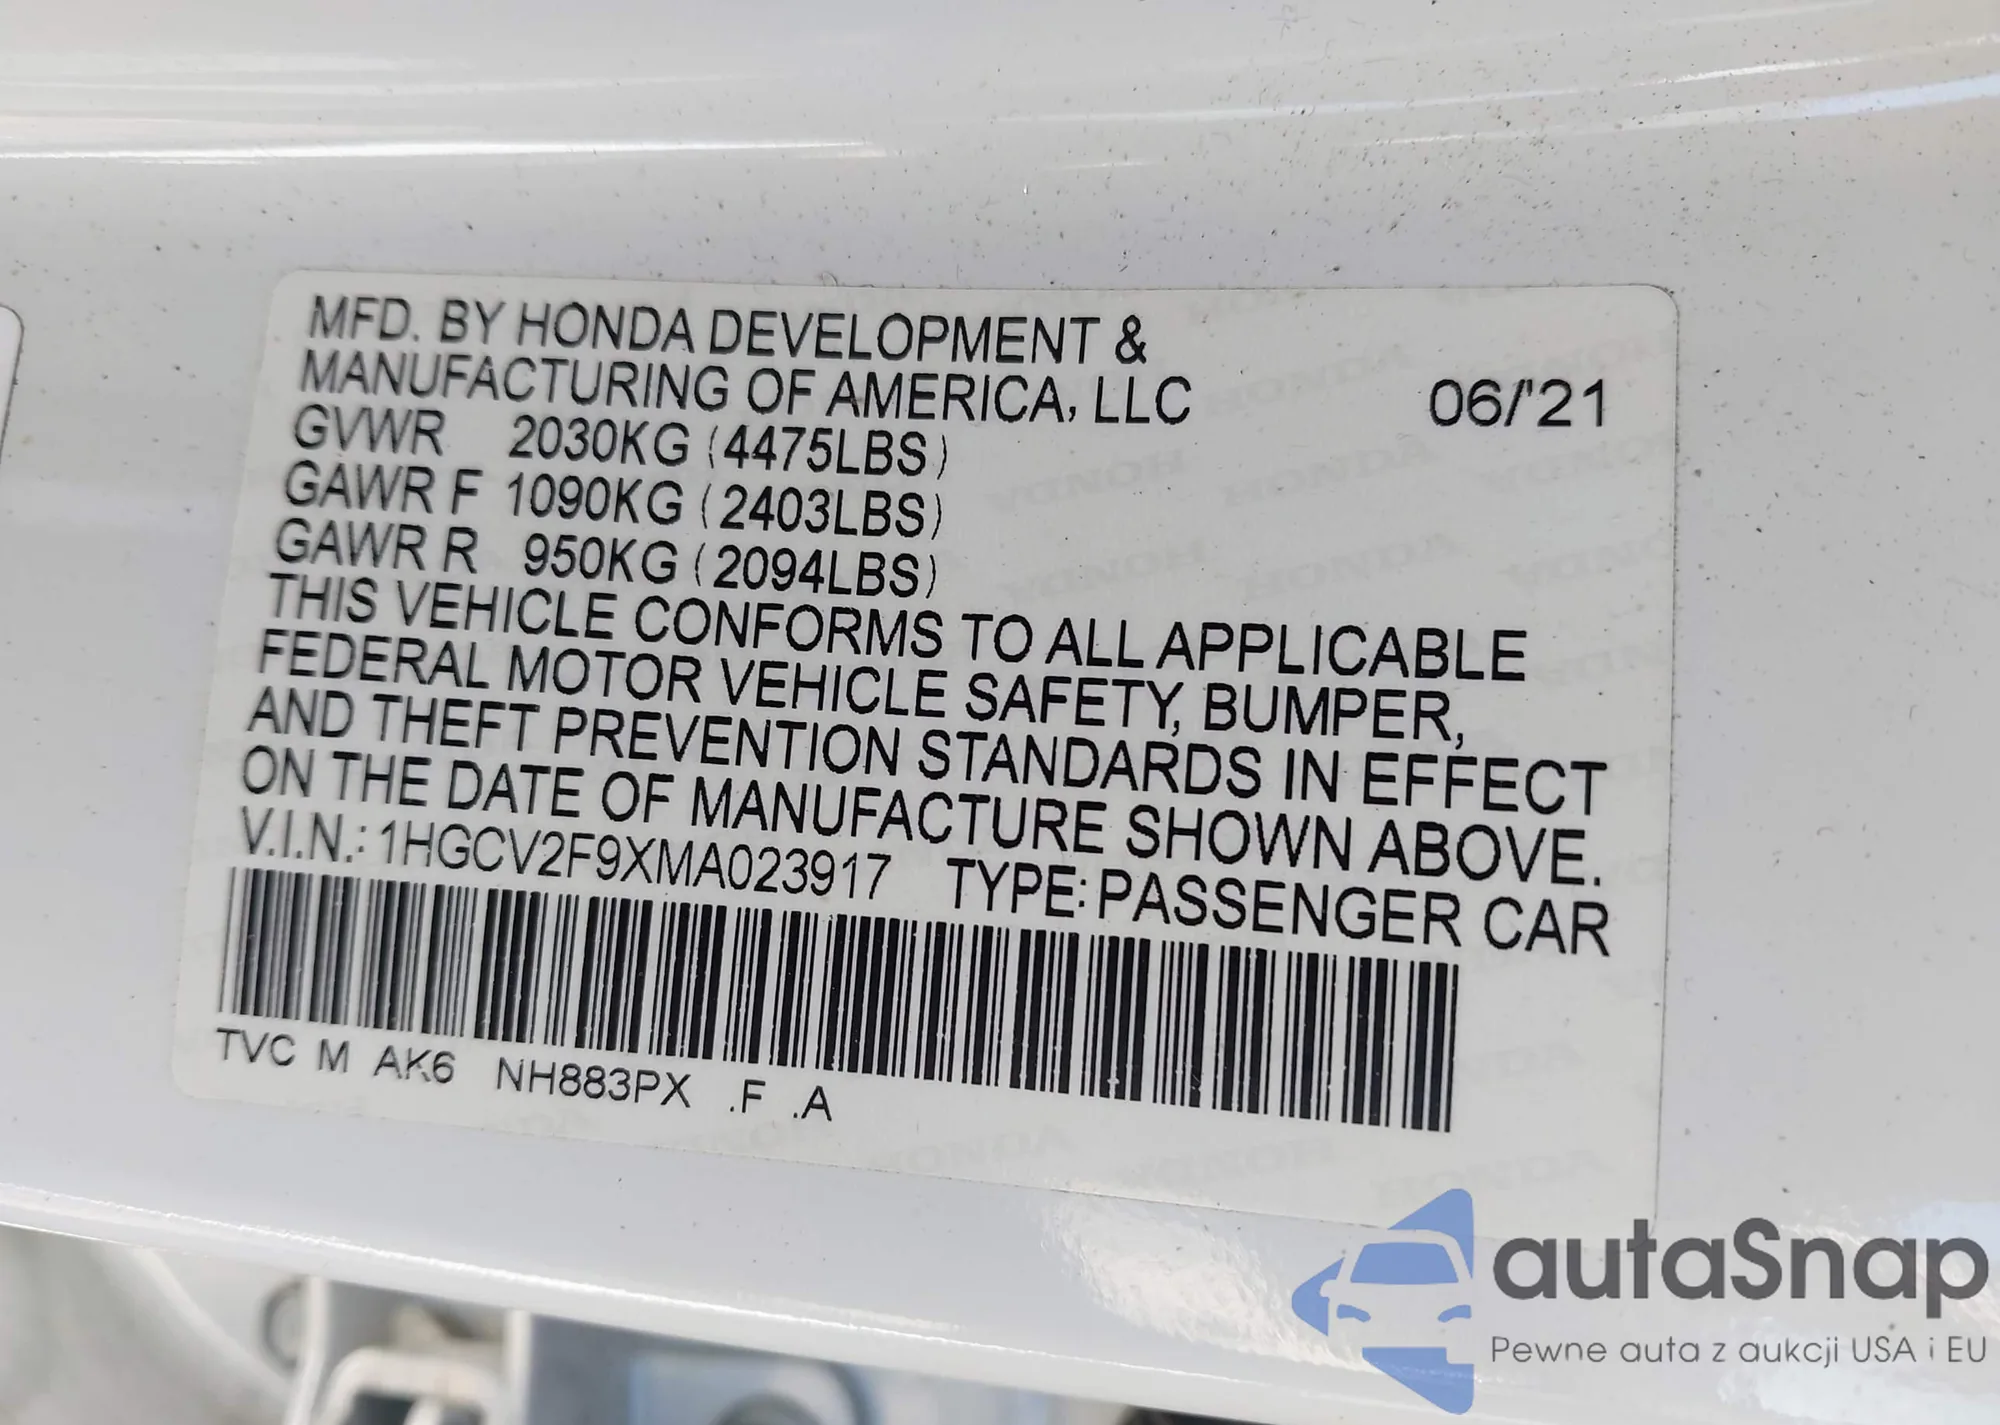 MFD. BY HONDA DEVELOPMENT &
MANUFACTURING OF AMERICA, LLC 06/'21
GVWR 2030KG (4475LBS)
GAWR F 1090KG (2403LBS)
GAWR R 950KG (2094LBS)
THIS VEHICLE CONFORMS TO ALL APPLICABLE
FEDERAL MOTOR VEHICLE SAFETY, BUMPER,
AND THEFT PREVENTION STANDARDS IN EFFECT
ON THE DATE OF MANUFACTURE SHOWN ABOVE.
V.I.N.: 1HGCV2F9XMA023917 TYPE: PASSENGER CAR
TVC M AK6 NH883PX .F .A
autaSnap
Pewne auta z aukcji USA i EU